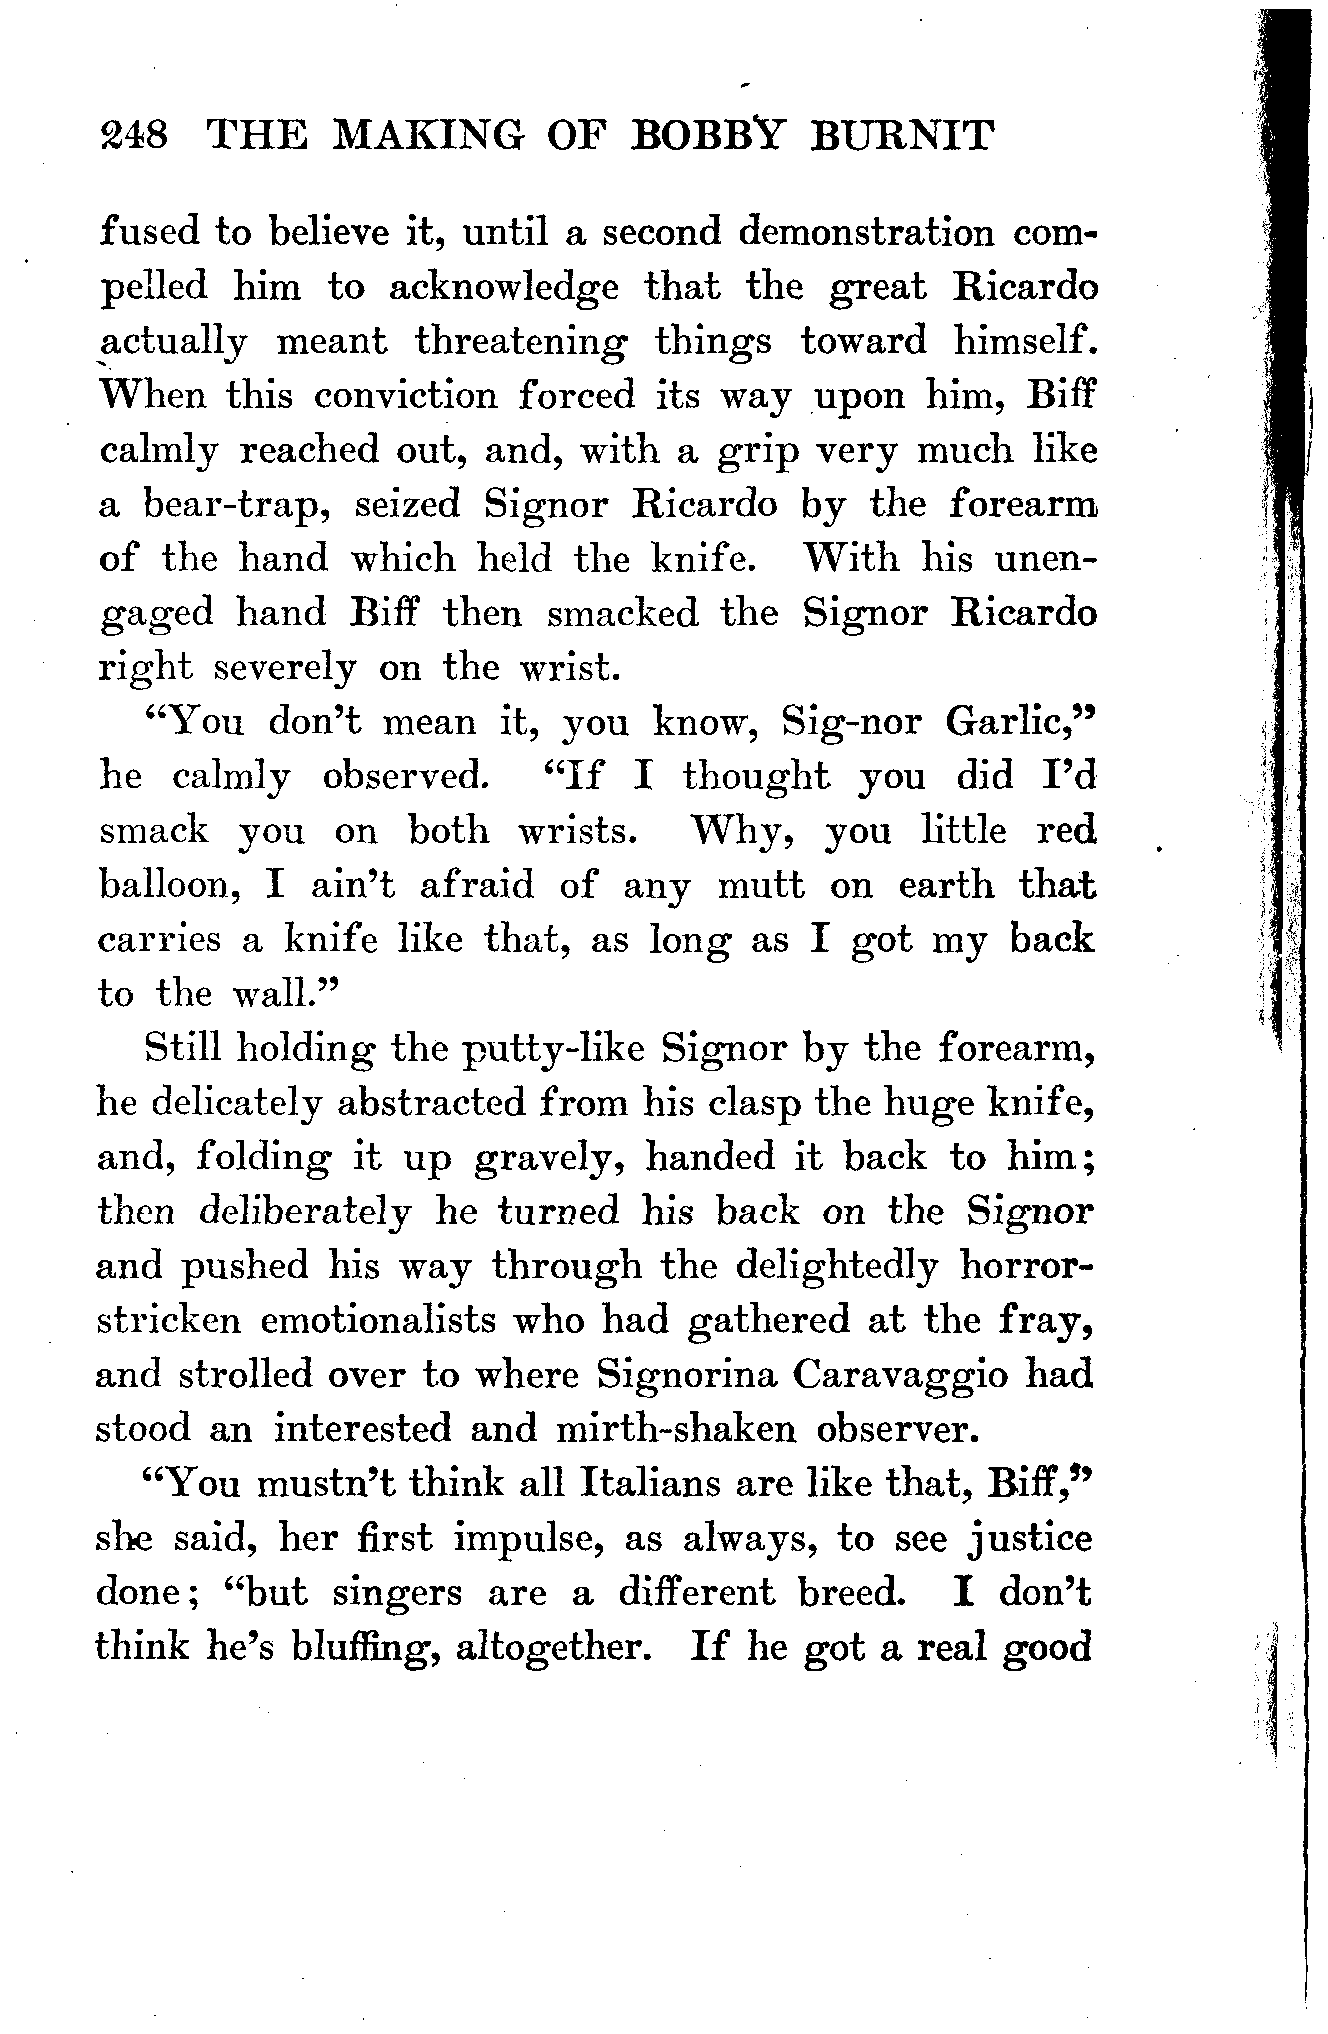 248 THE MAKING OF BOBBY BURNIT
fused to believe it, until a second demonstration com-
pelled him to acknowledge that the great Ricardo
actually meant threatening things toward himself.
When this conviction forced its way upon him, Biff
calmly reached out, and, with a grip very much like
a bear-trap, seized Signor Ricardo by the forearm
of the hand which held the knife. With his unen-
gaged hand Biff then smacked the Signor Ricardo
right severely on the wrist.
“You don’t mean it, you know, Sig-nor Garlic,”
he calmly observed. “If I thought you did I’d
smack you on both wrists. Why, you little red
balloon, I ain’t afraid of any mutt on earth that
carries a knife like that, as long as I got my back
to the wall.”
Still holding the putty-like Signor by the forearm,
he delicately abstracted from his clasp the huge knife,
and, folding it up gravely, handed it back to him;
then deliberately he turned his back on the Signor
and pushed his way through the delightedly horror-
stricken emotionalists who had gathered at the fray,
and strolled over to where Signorina Caravaggio had
stood an interested and mirth-shaken observer.
“You mustn’t think all Italians are like that, Biff,”
she said, her first impulse, as always, to see justice
done; “but singers are a different breed. I don’t
think he’s bluffing, altogether. If he got a real good